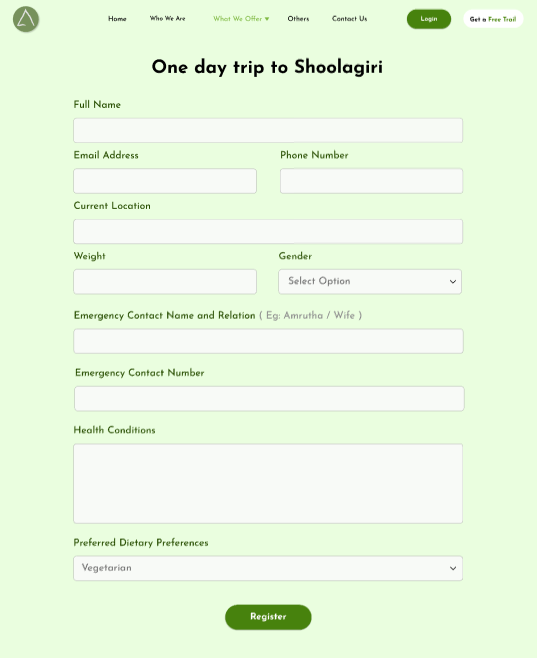 Home Who We Are What We Offer ▾ Others Contact Us Login Get a Free Trail
One day trip to Shoolagiri
Full Name
Email Address Phone Number
Current Location
Weight Gender
Select Option
Emergency Contact Name and Relation ( Eg: Amrutha / Wife )
Emergency Contact Number
Health Conditions
Preferred Dietary Preferences
Vegetarian
Register